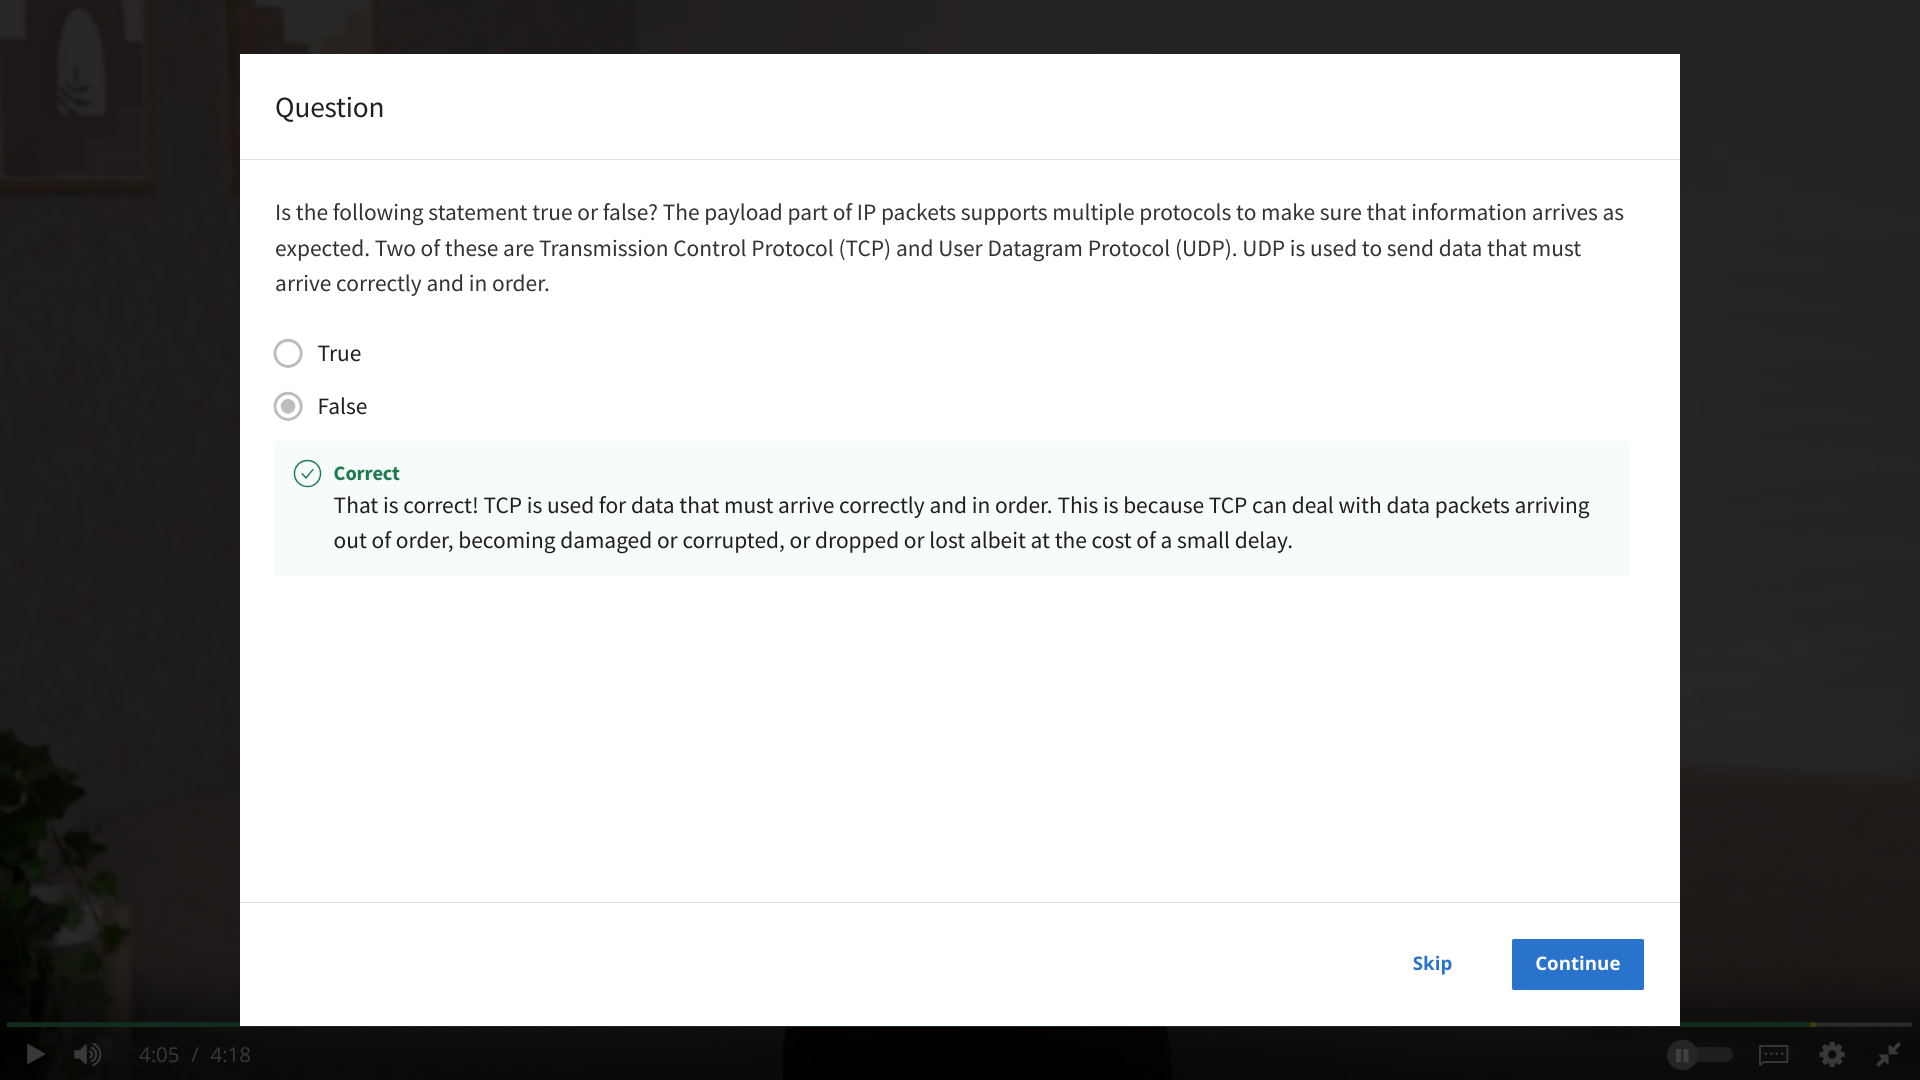 Question
Is the following statement true or false? The payload part of IP packets supports multiple protocols to make sure that information arrives as
expected. Two of these are Transmission Control Protocol (TCP) and User Datagram Protocol (UDP). UDP is used to send data that must
arrive correctly and in order.
True
False
Correct
That is correct! TCP is used for data that must arrive correctly and in order. This is because TCP can deal with data packets arriving
out of order, becoming damaged or corrupted, or dropped or lost albeit at the cost of a small delay.
Skip
Continue
4:05 / 4:18